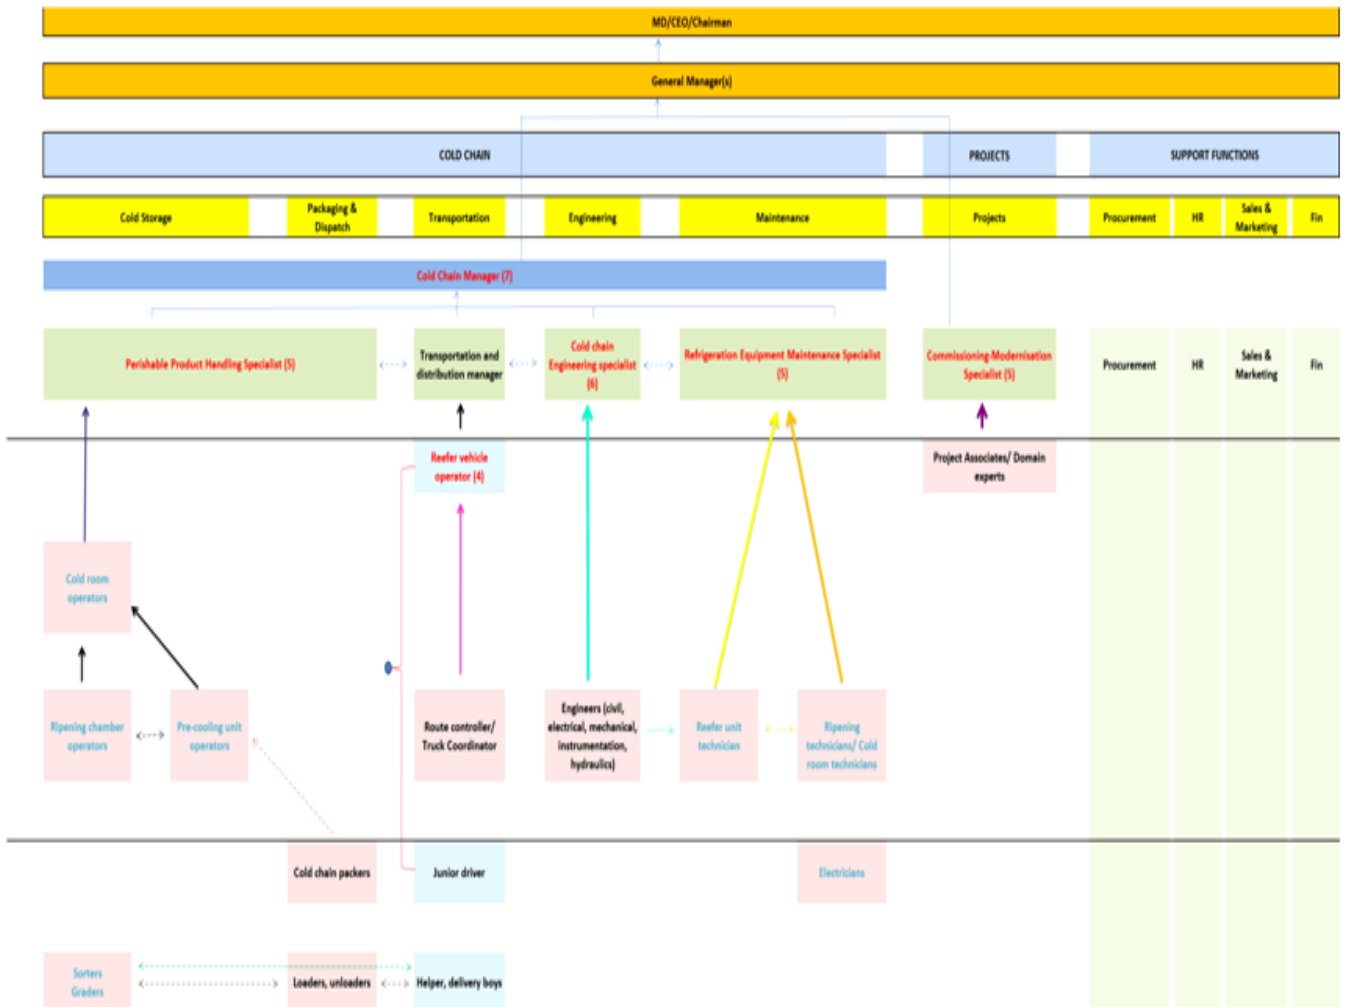 MD/CEO/Chairman
General Manager(s)
COLD CHAIN
PROJECTS
SUPPORT FUNCTIONS
Cold Storage
Packaging &
Dispatch
Transportation
Engineering
Maintenance
Projects
Procurement
HR
Sales &
Marketing
Fin
Cold Chain Manager (7)
Perishable Product Handling Specialist (5)
Transportation and
distribution manager
Cold chain
Engineering specialist
(6)
Refrigeration Equipment Maintenance Specialist
(5)
Commissioning-Modernisation
Specialist (5)
Procurement
HR
Sales &
Marketing
Fin
Reefer vehicle
operator (4)
Project Associates/ Domain
experts
Cold room
operators
Ripening chamber
operators
Pre-cooling unit
operators
Route controller/
Truck Coordinator
Engineers (civil,
electrical, mechanical,
instrumentation,
hydraulics)
Reefer unit
technician
Ripening
technicians/ Cold
room technicians
Cold chain packers
Junior driver
Electricians
Sorters
Graders
Loaders, unloaders
Helper, delivery boys